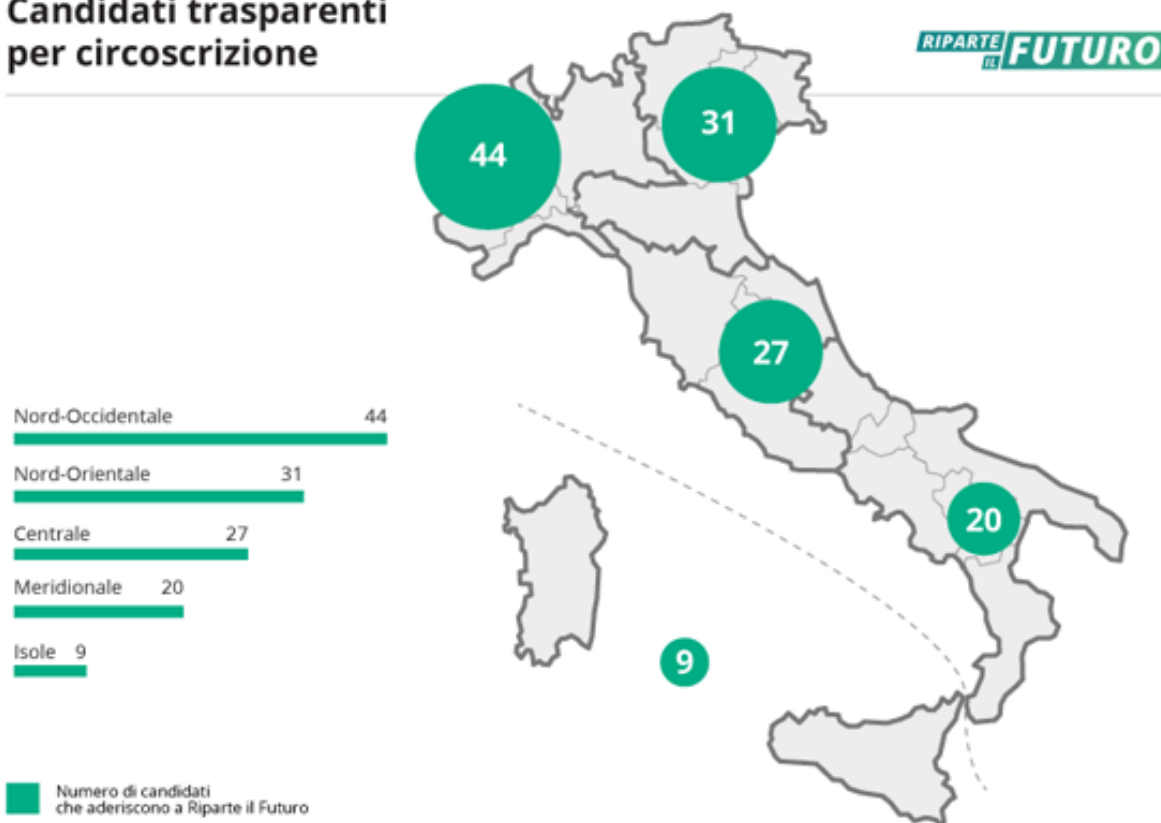 Candidati trasparenti
per circoscrizione
RIPARTE
IL
FUTURO
44
31
27
20
9
Nord-Occidentale 44
Nord-Orientale 31
Centrale 27
Meridionale 20
Isole 9
Numero di candidati
che aderiscono a Riparte il Futuro